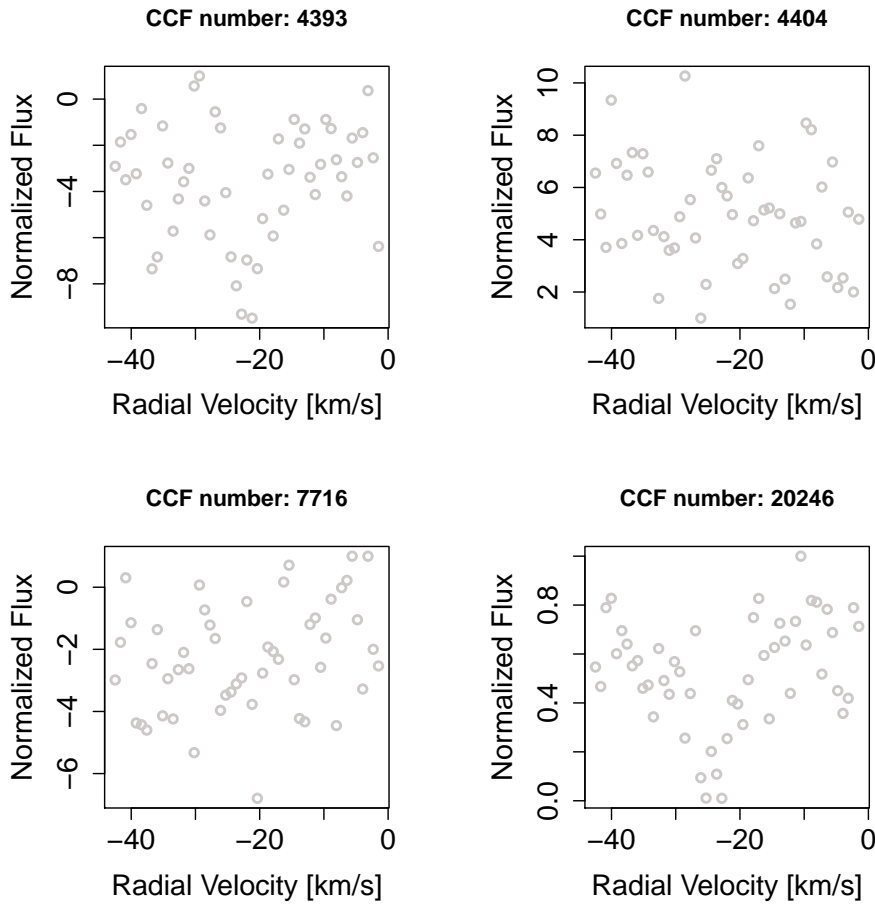 CCF number: 4393
Normalized Flux
0
−4
−8
−40
−20
0
Radial Velocity [km/s]
CCF number: 4404
Normalized Flux
10
8
6
4
2
−40
−20
0
Radial Velocity [km/s]
CCF number: 7716
Normalized Flux
0
−2
−4
−6
−40
−20
0
Radial Velocity [km/s]
CCF number: 20246
Normalized Flux
0.8
0.4
0.0
−40
−20
0
Radial Velocity [km/s]